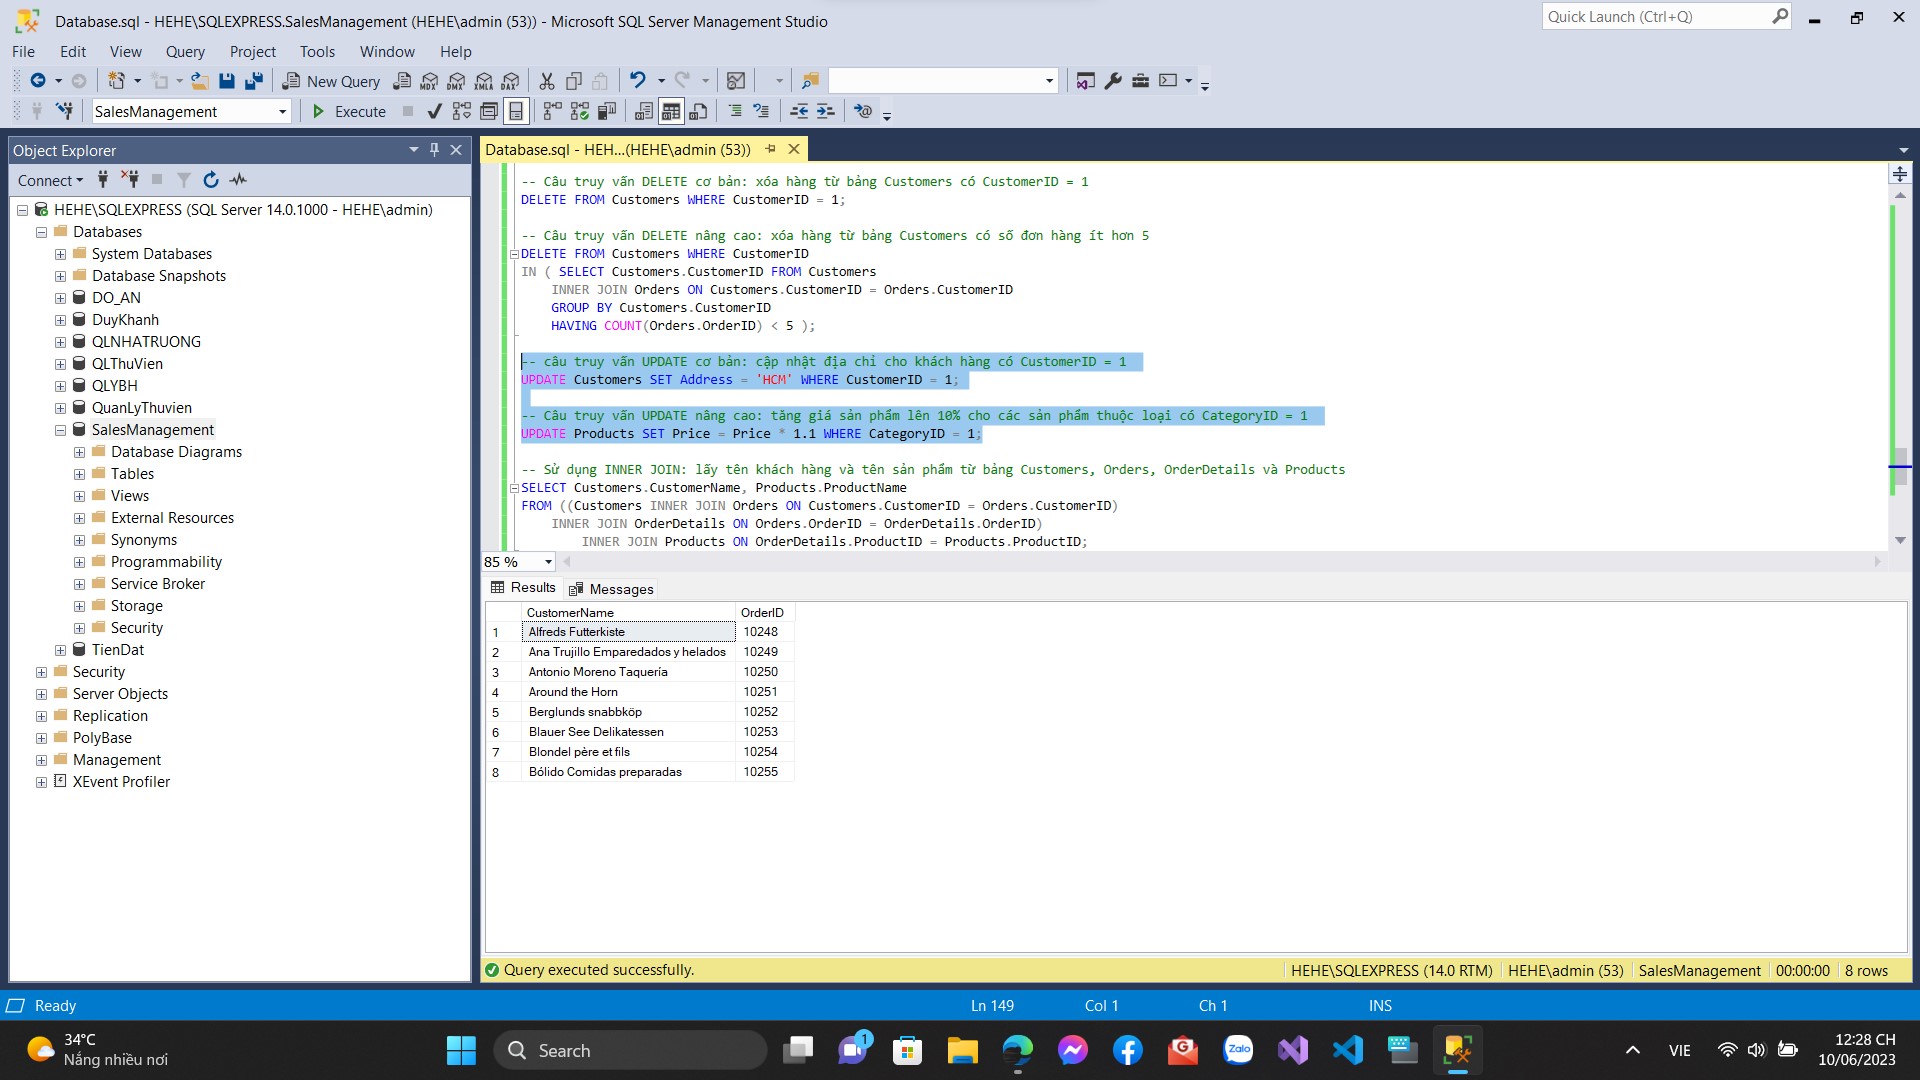 Database.sql - HEHE\SQLEXPRESS.SalesManagement (HEHE\admin (53)) - Microsoft SQL Server Management Studio
Quick Launch (Ctrl+Q)
File Edit View Query Project Tools Window Help
New Query
MDX DMX XMLA DAX
SalesManagement Execute
Object Explorer
Connect
HEHE\SQLEXPRESS (SQL Server 14.0.1000 - HEHE\admin)
Databases
System Databases
Database Snapshots
DO_AN
DuyKhanh
QLNHATRUONG
QLThuVien
QLYBH
QuanLyThuvien
SalesManagement
Database Diagrams
Tables
Views
External Resources
Synonyms
Programmability
Service Broker
Storage
Security
TienDat
Security
Server Objects
Replication
PolyBase
Management
XEvent Profiler
Database.sql - HEH...(HEHE\admin (53))
-- Câu truy vấn DELETE cơ bản: xóa hàng từ bảng Customers có CustomerID = 1
DELETE FROM Customers WHERE CustomerID = 1;
-- Câu truy vấn DELETE nâng cao: xóa hàng từ bảng Customers có số đơn hàng ít hơn 5
DELETE FROM Customers WHERE CustomerID
IN ( SELECT Customers.CustomerID FROM Customers
INNER JOIN Orders ON Customers.CustomerID = Orders.CustomerID
GROUP BY Customers.CustomerID
HAVING COUNT(Orders.OrderID) < 5 );
-- câu truy vấn UPDATE cơ bản: cập nhật địa chỉ cho khách hàng có CustomerID = 1
UPDATE Customers SET Address = 'HCM' WHERE CustomerID = 1;
-- Câu truy vấn UPDATE nâng cao: tăng giá sản phẩm lên 10% cho các sản phẩm thuộc loại có CategoryID = 1
UPDATE Products SET Price = Price * 1.1 WHERE CategoryID = 1;
-- Sử dụng INNER JOIN: lấy tên khách hàng và tên sản phẩm từ bảng Customers, Orders, OrderDetails và Products
SELECT Customers.CustomerName, Products.ProductName
FROM ((Customers INNER JOIN Orders ON Customers.CustomerID = Orders.CustomerID)
INNER JOIN OrderDetails ON Orders.OrderID = OrderDetails.OrderID)
INNER JOIN Products ON OrderDetails.ProductID = Products.ProductID;
85 %
Results Messages
CustomerName OrderID
1 Alfreds Futterkiste 10248
2 Ana Trujillo Emparedados y helados 10249
3 Antonio Moreno Taquería 10250
4 Around the Horn 10251
5 Berglunds snabbköp 10252
6 Blauer See Delikatessen 10253
7 Blondel père et fils 10254
8 Bólido Comidas preparadas 10255
Query executed successfully. HEHE\SQLEXPRESS (14.0 RTM) HEHE\admin (53) SalesManagement 00:00:00 8 rows
Ready Ln 149 Col 1 Ch 1 INS
34°C
Nắng nhiều nơi
Search
1
Zalo
VIE
12:28 CH
10/06/2023